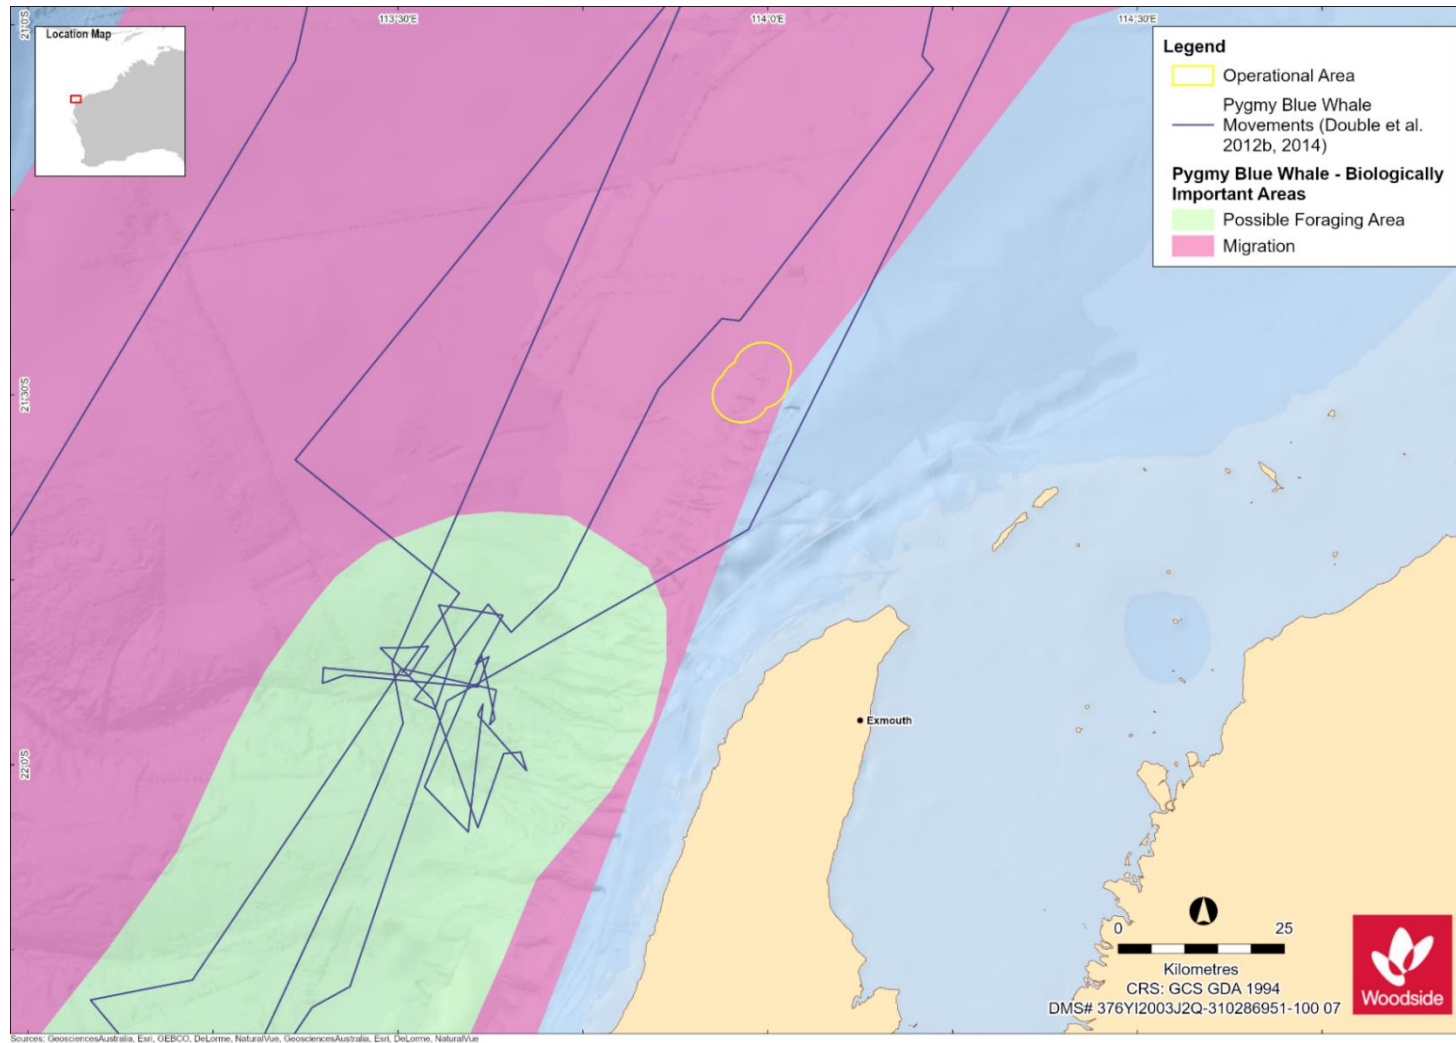 113°30'E
114°0'E
114°30'E
21°0'S
21°30'S
22°0'S
Location Map
Legend
Operational Area
Pygmy Blue Whale
Movements (Double et al.
2012b, 2014)
Pygmy Blue Whale - Biologically
Important Areas
Possible Foraging Area
Migration
Exmouth
0 25
Kilometres
CRS: GCS GDA 1994
DMS# 376YI2003J2Q-310286951-100 07
Woodside
Sources: GeosciencesAustralia, Esri, GEBCO, DeLorme, NaturalVue, GeosciencesAustralia, Esri, DeLorme, NaturalVue